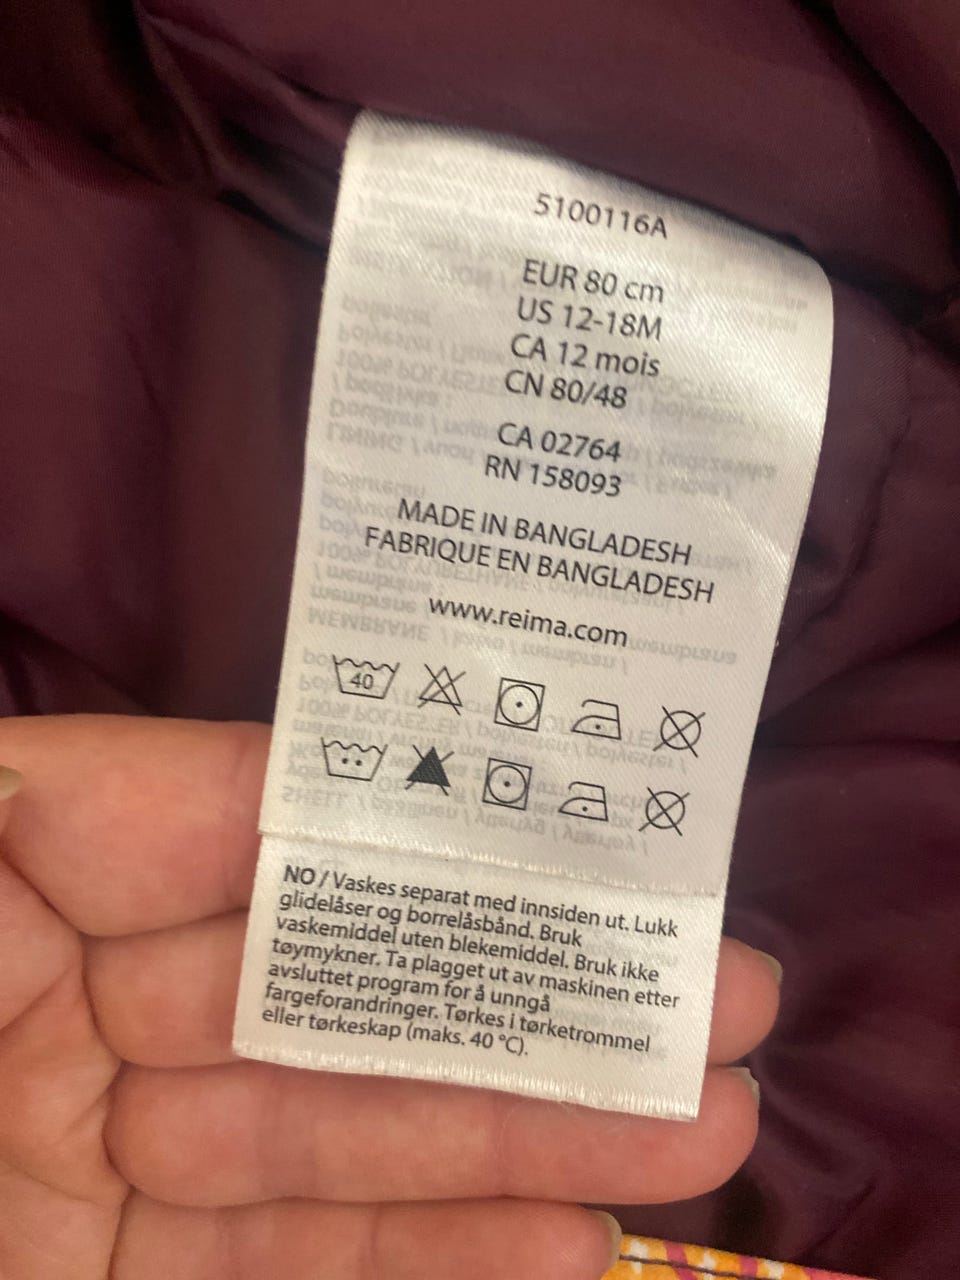 5100116A
EUR 80 cm
US 12-18M
CA 12 mois
CN 80/48
CA 02764
RN 158093
MADE IN BANGLADESH
FABRIQUE EN BANGLADESH
www.reima.com
40
NO / Vaskes separat med innsiden ut. Lukk
glidelåser og borrelåsbånd. Bruk
vaskemiddel uten blekemiddel. Bruk ikke
tøymykner. Ta plagget ut av maskinen etter
avsluttet program for å unngå
fargeforandringer. Tørkes i tørketrommel
eller tørkeskap (maks. 40 °C).